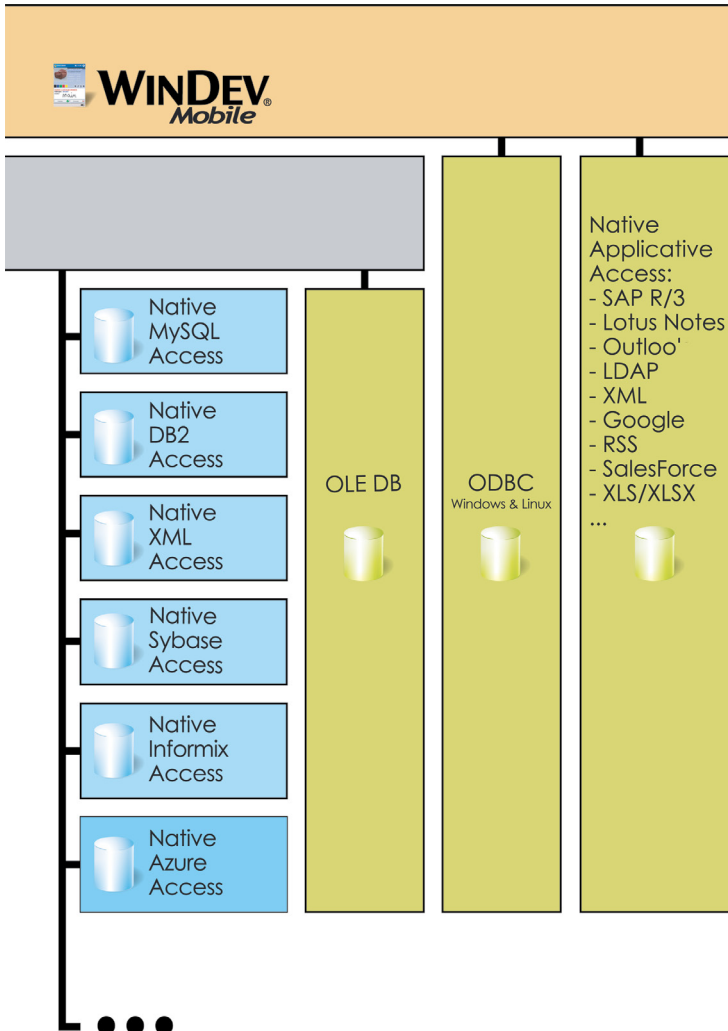 WINDEV®
Mobile
Native
MySQL
Access
Native
DB2
Access
Native
XML
Access
Native
Sybase
Access
Native
Informix
Access
Native
Azure
Access
OLE DB
ODBC
Windows & Linux
Native
Applicative
Access:
- SAP R/3
- Lotus Notes
- Outloo'
- LDAP
- XML
- Google
- RSS
- SalesForce
- XLS/XLSX
...